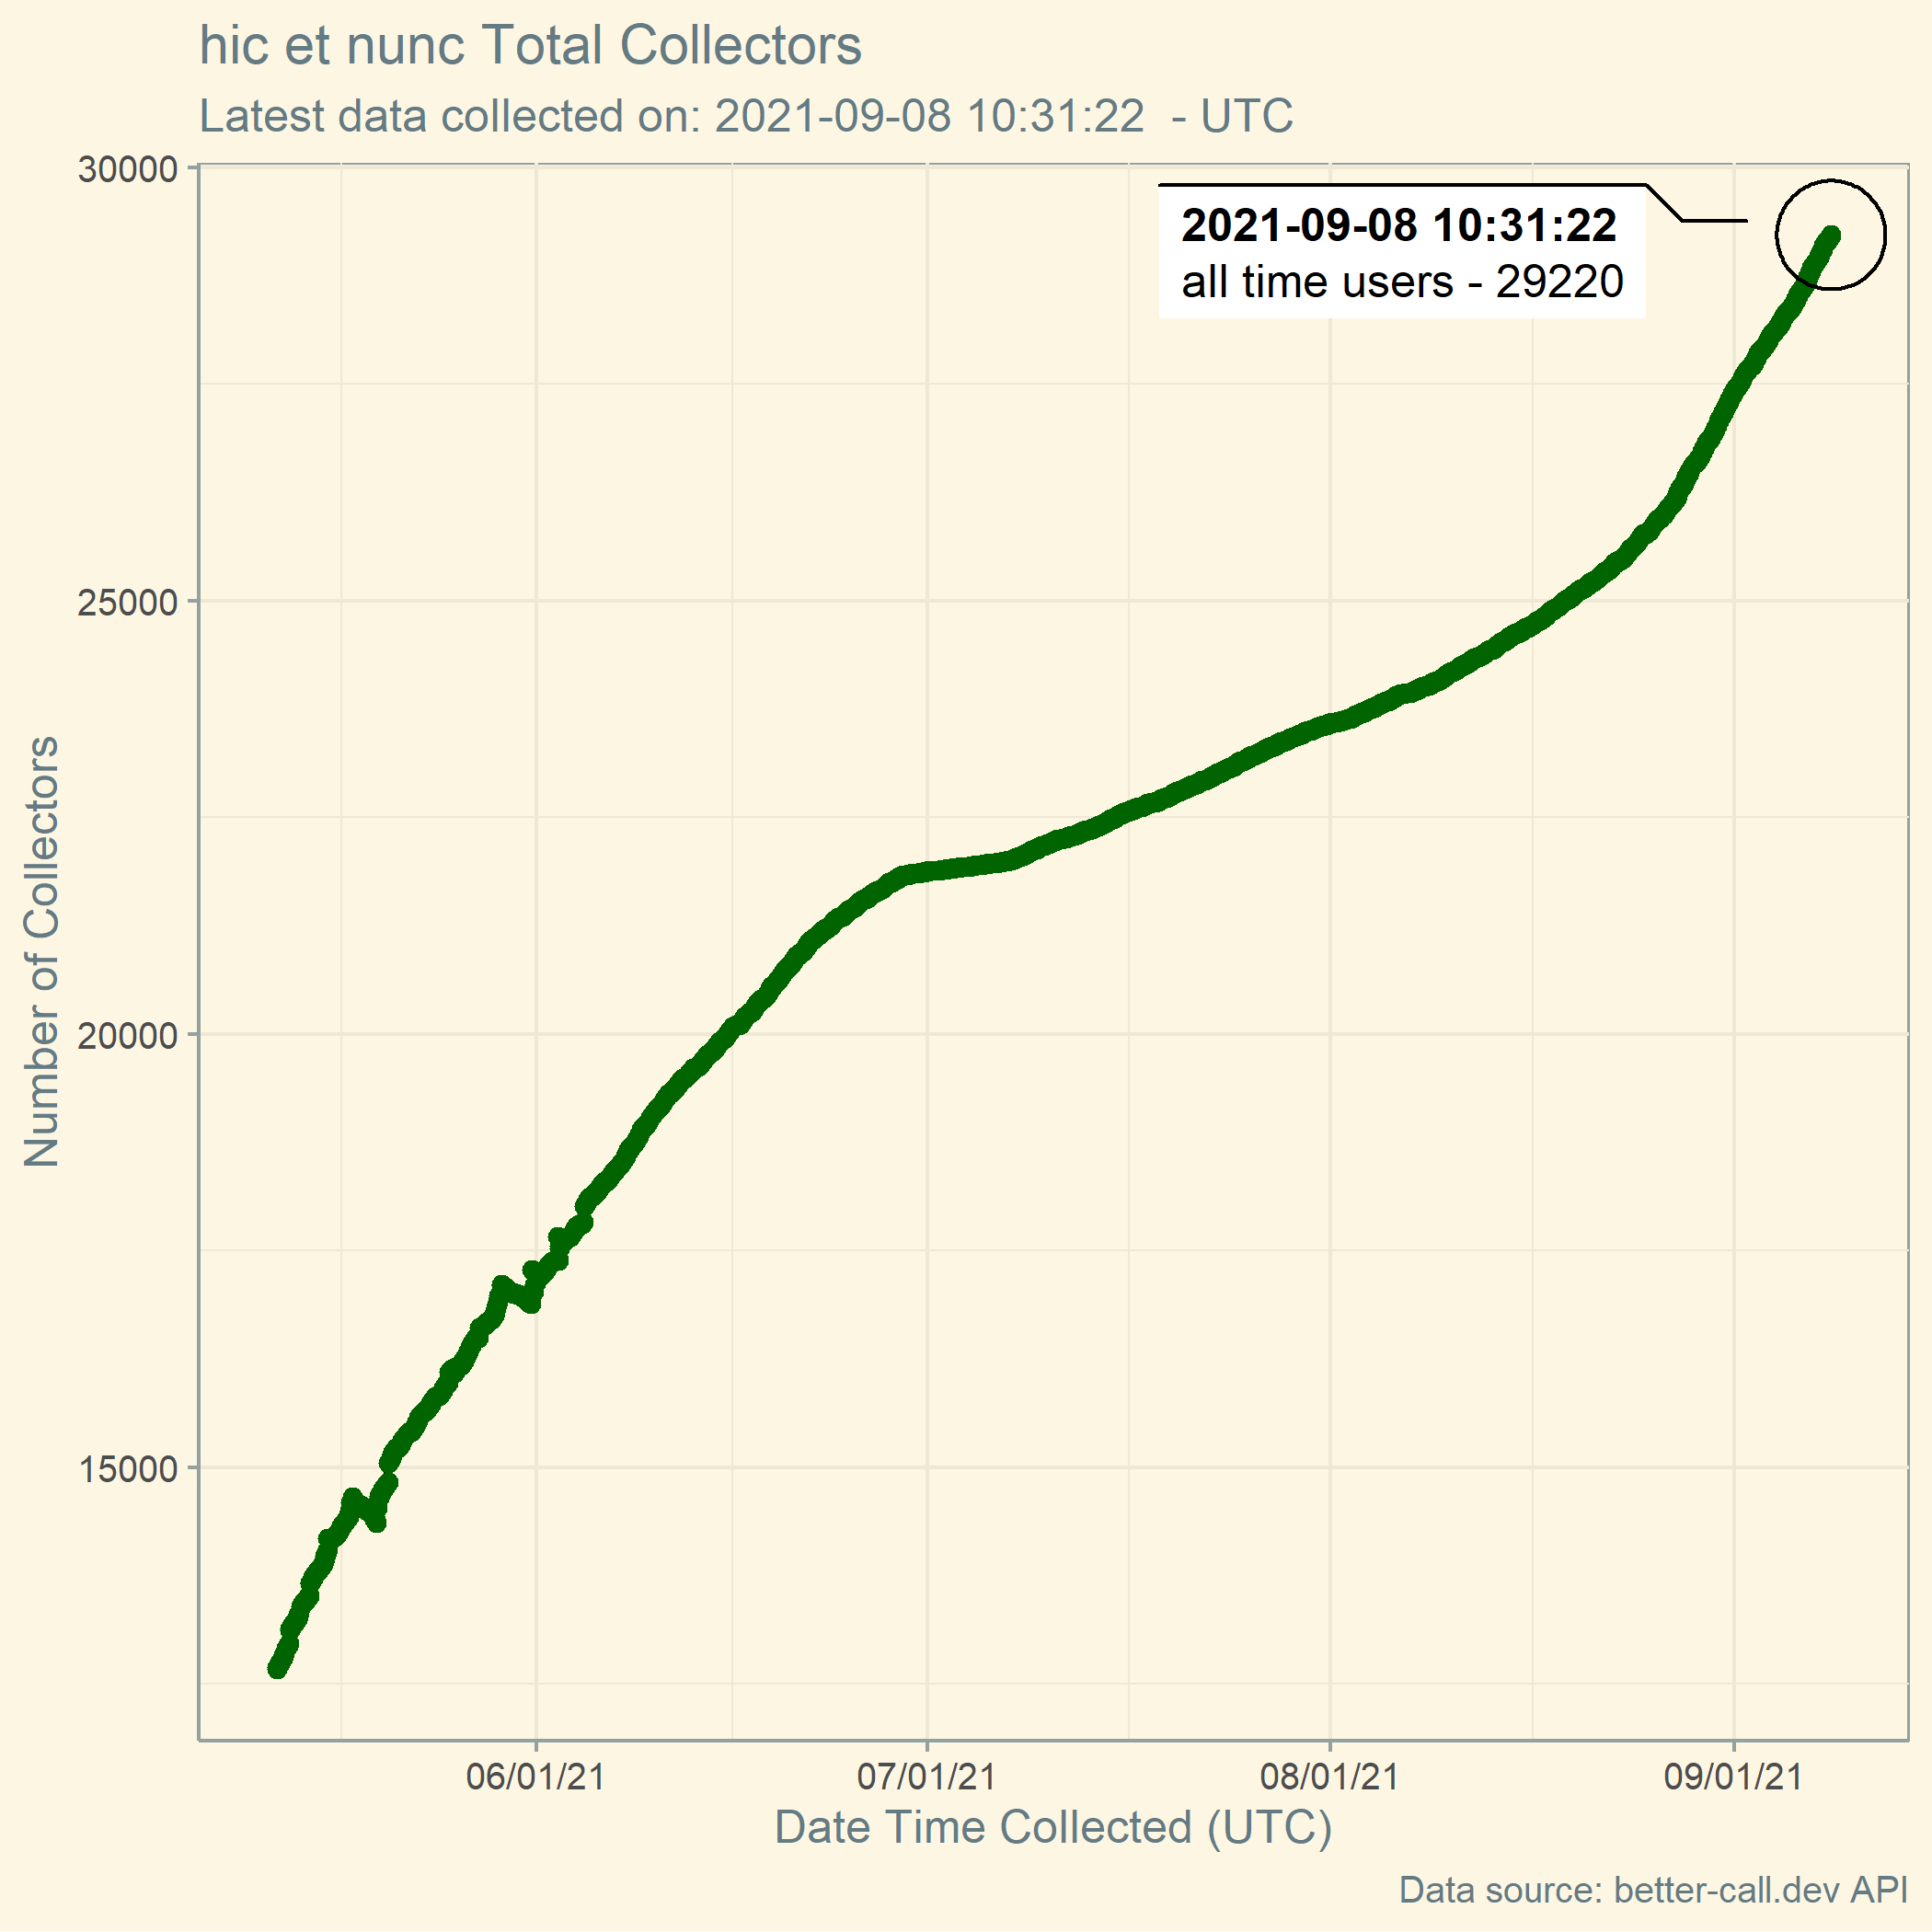 hic et nunc Total Collectors
Latest data collected on: 2021-09-08 10:31:22  - UTC
30000
2021-09-08 10:31:22
all time users - 29220
25000
Number of Collectors
20000
15000
06/01/21
07/01/21
08/01/21
09/01/21
Date Time Collected (UTC)
Data source: better-call.dev API